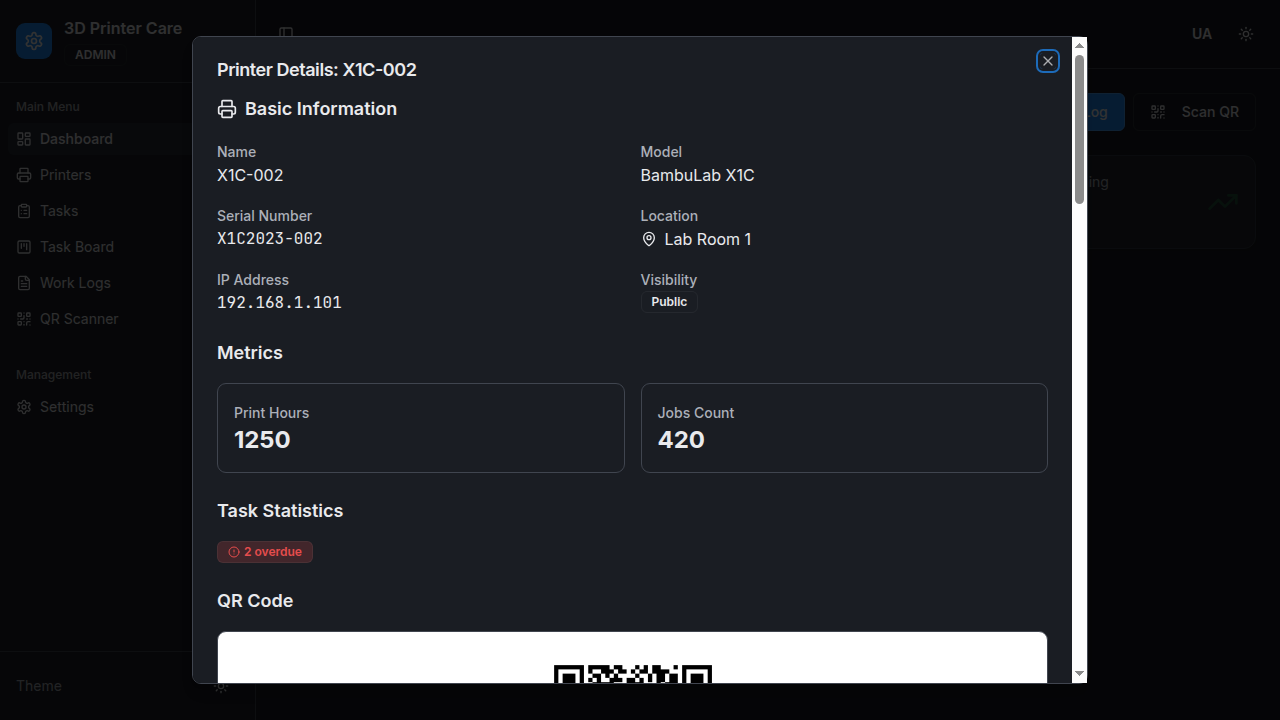 3D Printer Care
ADMIN
Main Menu
Dashboard
Printers
Tasks
Task Board
Work Logs
QR Scanner
Management
Settings
Theme
UA
Log
Scan QR
Printer Details: X1C-002
Basic Information
Name
X1C-002
Model
BambuLab X1C
Serial Number
X1C2023-002
Location
Lab Room 1
IP Address
192.168.1.101
Visibility
Public
Metrics
Print Hours
1250
Jobs Count
420
Task Statistics
2 overdue
QR Code